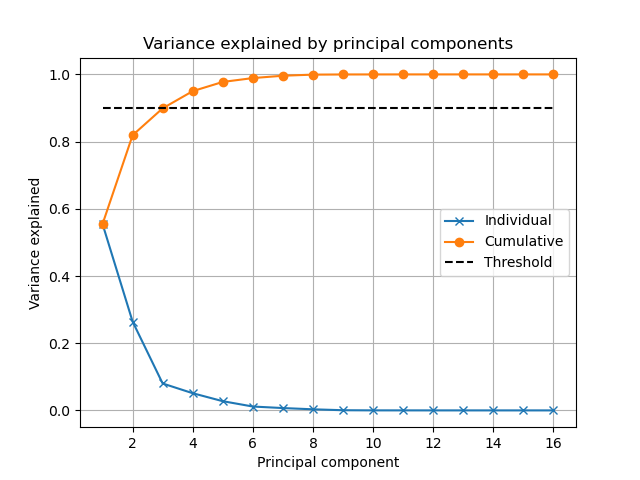 Variance explained by principal components
Variance explained
1.0
0.8
0.6
0.4
0.2
0.0
Individual
Cumulative
Threshold
2 4 6 8 10 12 14 16
Principal component